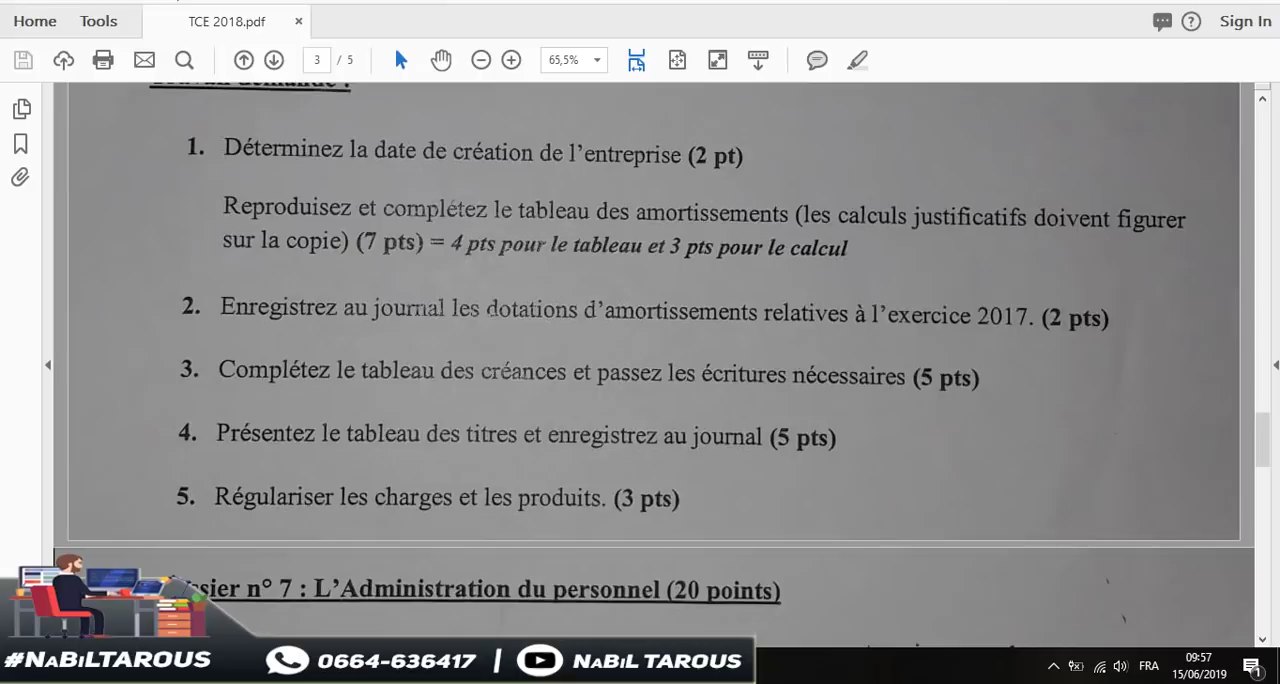 Home Tools TCE 2018.pdf × Sign In
3 / 5 65,5%
1. Déterminez la date de création de l’entreprise (2 pt)
Reproduisez et complétez le tableau des amortissements (les calculs justificatifs doivent figurer
sur la copie) (7 pts) = 4 pts pour le tableau et 3 pts pour le calcul
2. Enregistrez au journal les dotations d’amortissements relatives à l’exercice 2017. (2 pts)
3. Complétez le tableau des créances et passez les écritures nécessaires (5 pts)
4. Présentez le tableau des titres et enregistrez au journal (5 pts)
5. Régulariser les charges et les produits. (3 pts)
n° 7 : L’Administration du personnel (20 points)
#NABILTAROUS 0664-636417 | NABIL TAROUS
FRA 09:57
15/06/2019 1